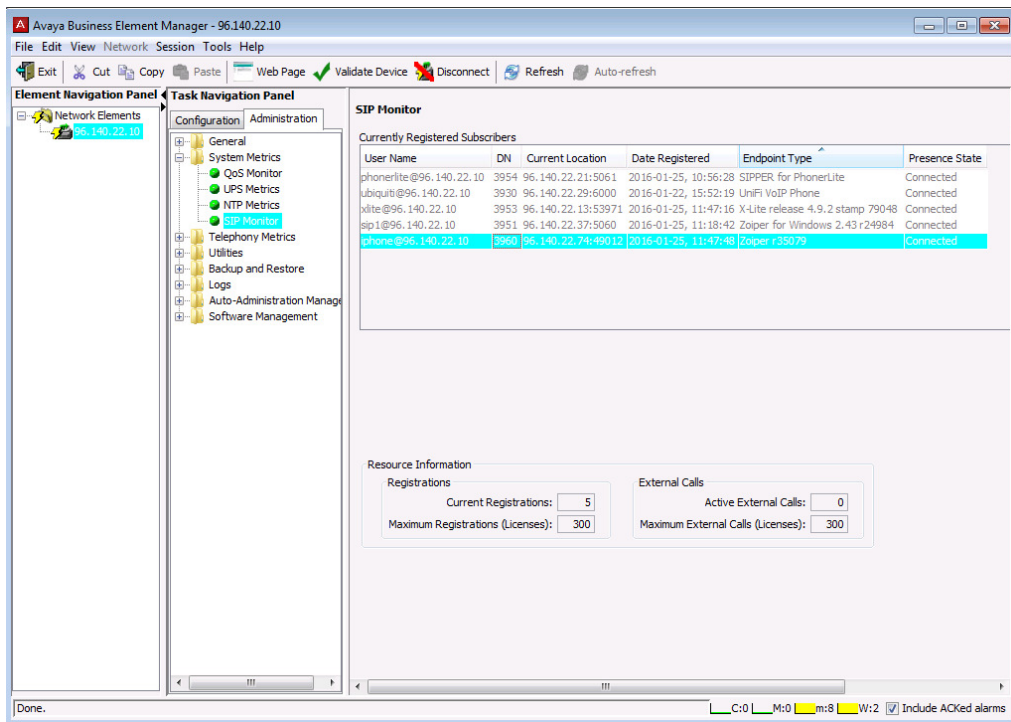 Avaya Business Element Manager - 96.140.22.10
File Edit View Network Session Tools Help
Exit Cut Copy Paste Web Page Validate Device Disconnect Refresh Auto-refresh
Element Navigation Panel
Network Elements
96.140.22.10
Task Navigation Panel
Configuration Administration
General
System Metrics
QoS Monitor
UPS Metrics
NTP Metrics
SIP Monitor
Telephony Metrics
Utilities
Backup and Restore
Logs
Auto-Administration Manage
Software Management
SIP Monitor
Currently Registered Subscribers
User Name DN Current Location Date Registered Endpoint Type Presence State
phonerlite@96.140.22.10 3954 96.140.22.21:5061 2016-01-25, 10:56:28 SIPPER for PhonerLite Connected
ubiquiti@96.140.22.10 3930 96.140.22.29:6000 2016-01-22, 15:52:19 UniFi VoIP Phone Connected
xlite@96.140.22.10 3953 96.140.22.13:53971 2016-01-25, 11:47:16 X-Lite release 4.9.2 stamp 79048 Connected
sip1@96.140.22.10 3951 96.140.22.37:5060 2016-01-25, 11:18:42 Zoiper for Windows 2.43 r24984 Connected
iphone@96.140.22.10 3960 96.140.22.74:49012 2016-01-25, 11:47:48 Zoiper r35079 Connected
Resource Information
Registrations
Current Registrations: 5
Maximum Registrations (Licenses): 300
External Calls
Active External Calls: 0
Maximum External Calls (Licenses): 300
Done.
C:0 M:0 m:8 W:2 Include ACKed alarms